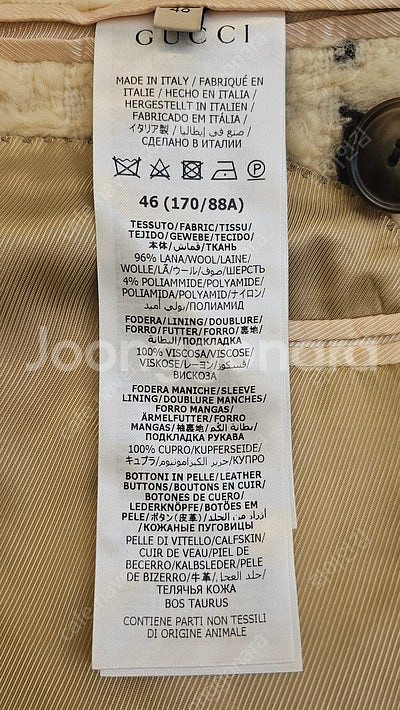 46
GUCCI
MADE IN ITALY / FABRIQUÉ EN
ITALIE / HECHO EN ITALIA /
HERGESTELLT IN ITALIEN /
FABRICADO EM ITÁLIA /
イタリア製 / صنع في إيطاليا /
СДЕЛАНО В ИТАЛИИ
P
46 (170/88A)
TESSUTO/FABRIC/TISSU/
TEJIDO/GEWEBE/TECIDO/
本体/قماش/ТКАНЬ
96% LANA/WOOL/LAINE/
WOLLE/LÃ/ウール/صوف/ШЕРСТЬ
4% POLIAMMIDE/POLYAMIDE/
POLIAMIDA/POLYAMID/ナイロン/
بولي أميد/ПОЛИАМИД
FODERA/LINING/DOUBLURE/
FORRO/FUTTER/FORRO/裏地/
البطانة/ПОДКЛАДКА
100% VISCOSA/VISCOSE/
VISKOSE/レーヨン/فسكوز/
ВИСКОЗА
FODERA MANICHE/SLEEVE
LINING/DOUBLURE MANCHES/
FORRO MANGAS/
ÄRMELFUTTER/FORRO
MANGAS/袖裏地/بطانة الكم/
ПОДКЛАДКА РУКАВА
100% CUPRO/KUPFERSEIDE/
キュプラ/حرير الكبرامونيوم/КУПРО
BOTTONI IN PELLE/LEATHER
BUTTONS/BOUTONS EN CUIR/
BOTONES DE CUERO/
LEDERKNÖPFE/BOTÕES EM
PELE/ボタン(皮革)/أزرار من الجلد
/КОЖАНЫЕ ПУГОВИЦЫ
PELLE DI VITELLO/CALFSKIN/
CUIR DE VEAU/PIEL DE
BECERRO/KALBSLEDER/PELE
DE BIZERRO/牛革/جلد العجل/
ТЕЛЯЧЬЯ КОЖА
BOS TAURUS
CONTIENE PARTI NON TESSILI
DI ORIGINE ANIMALE